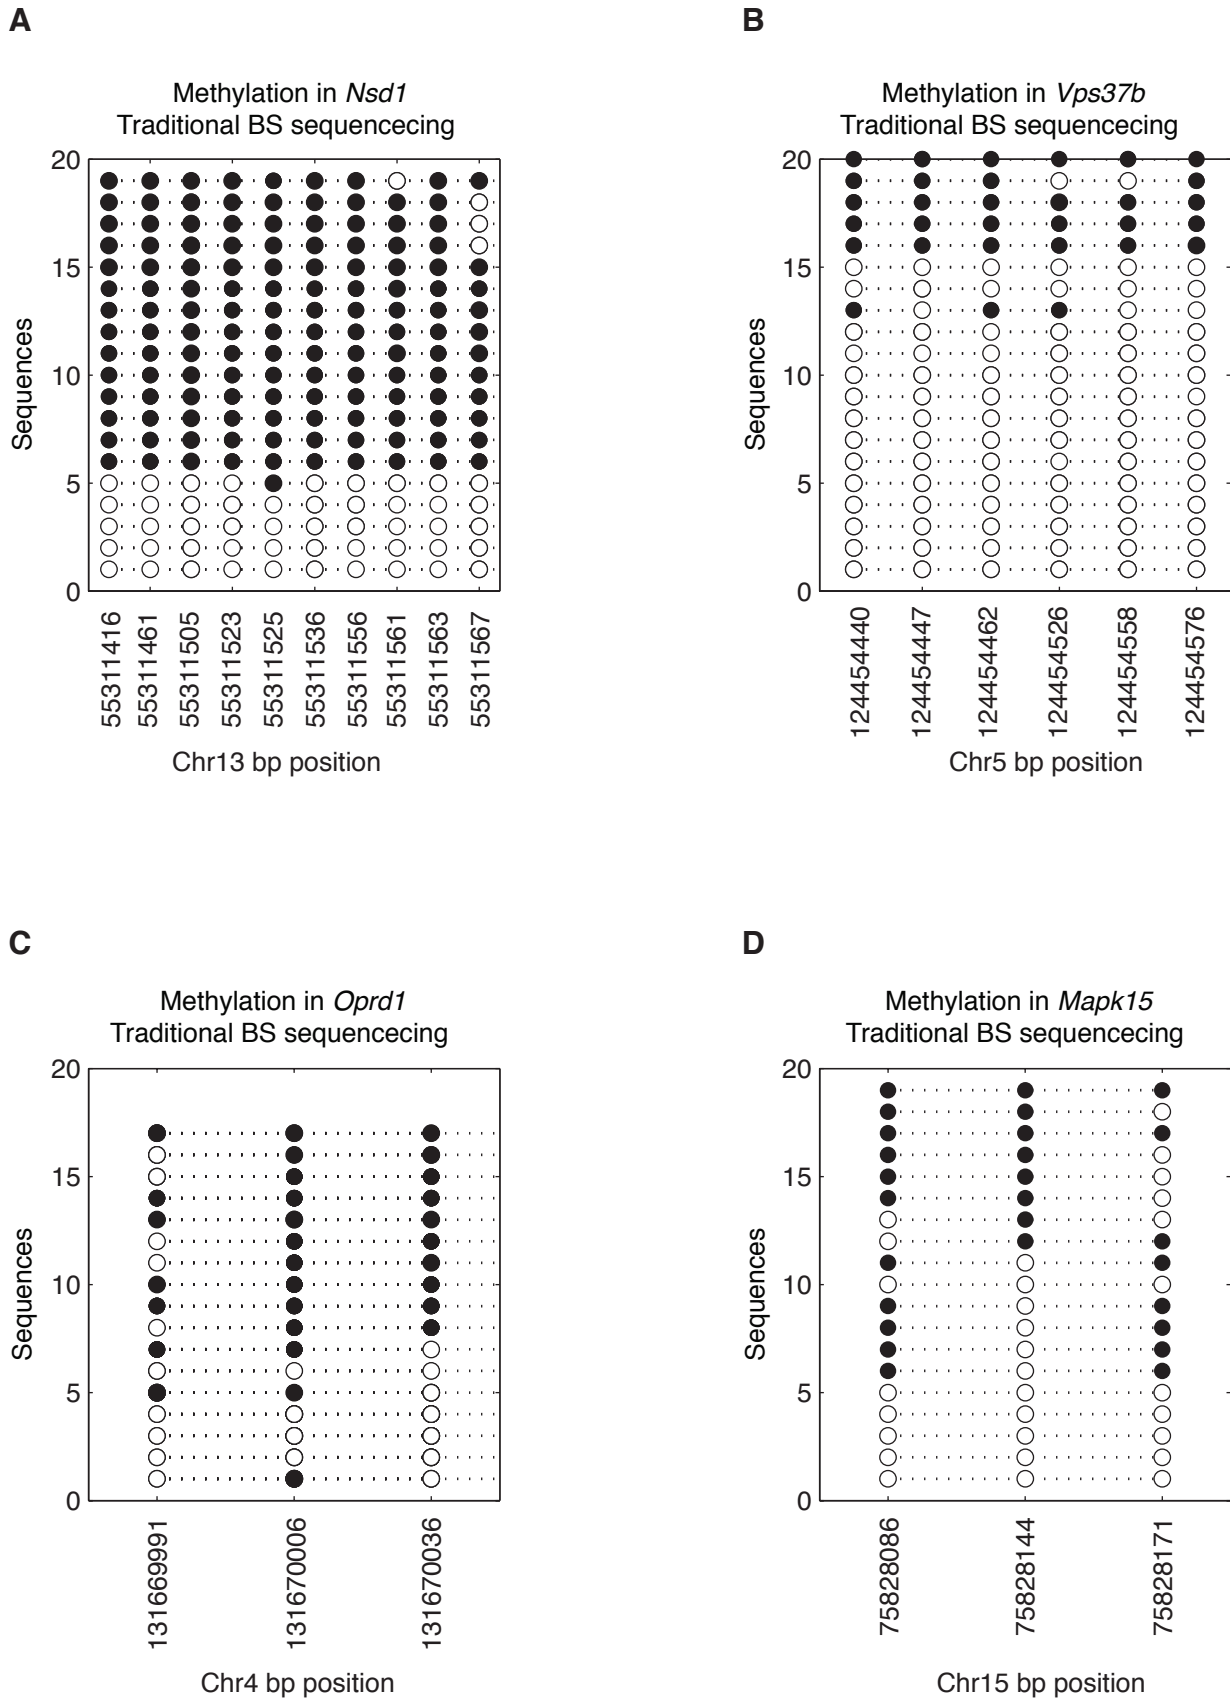 A
Methylation in Nsd1
Traditional BS sequencecing
20
15
10
5
0
Sequences
55311416
55311461
55311505
55311523
55311525
55311536
55311556
55311561
55311563
55311567
Chr13 bp position
B
Methylation in Vps37b
Traditional BS sequencecing
20
15
10
5
0
Sequences
124454440
124454447
124454462
124454526
124454558
124454576
Chr5 bp position
C
Methylation in Oprd1
Traditional BS sequencecing
20
15
10
5
0
Sequences
131669991
131670006
131670036
Chr4 bp position
D
Methylation in Mapk15
Traditional BS sequencecing
20
15
10
5
0
Sequences
75828086
75828144
75828171
Chr15 bp position